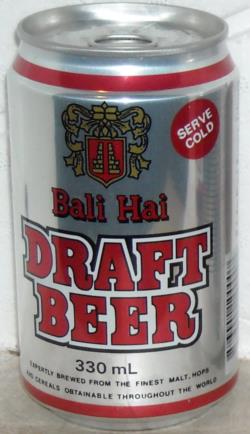 SERVE
COLD
Bali Hai
DRAFT
BEER
330 mL
EXPERTLY BREWED FROM THE FINEST MALT, HOPS
AND CEREALS OBTAINABLE THROUGHOUT THE WORLD